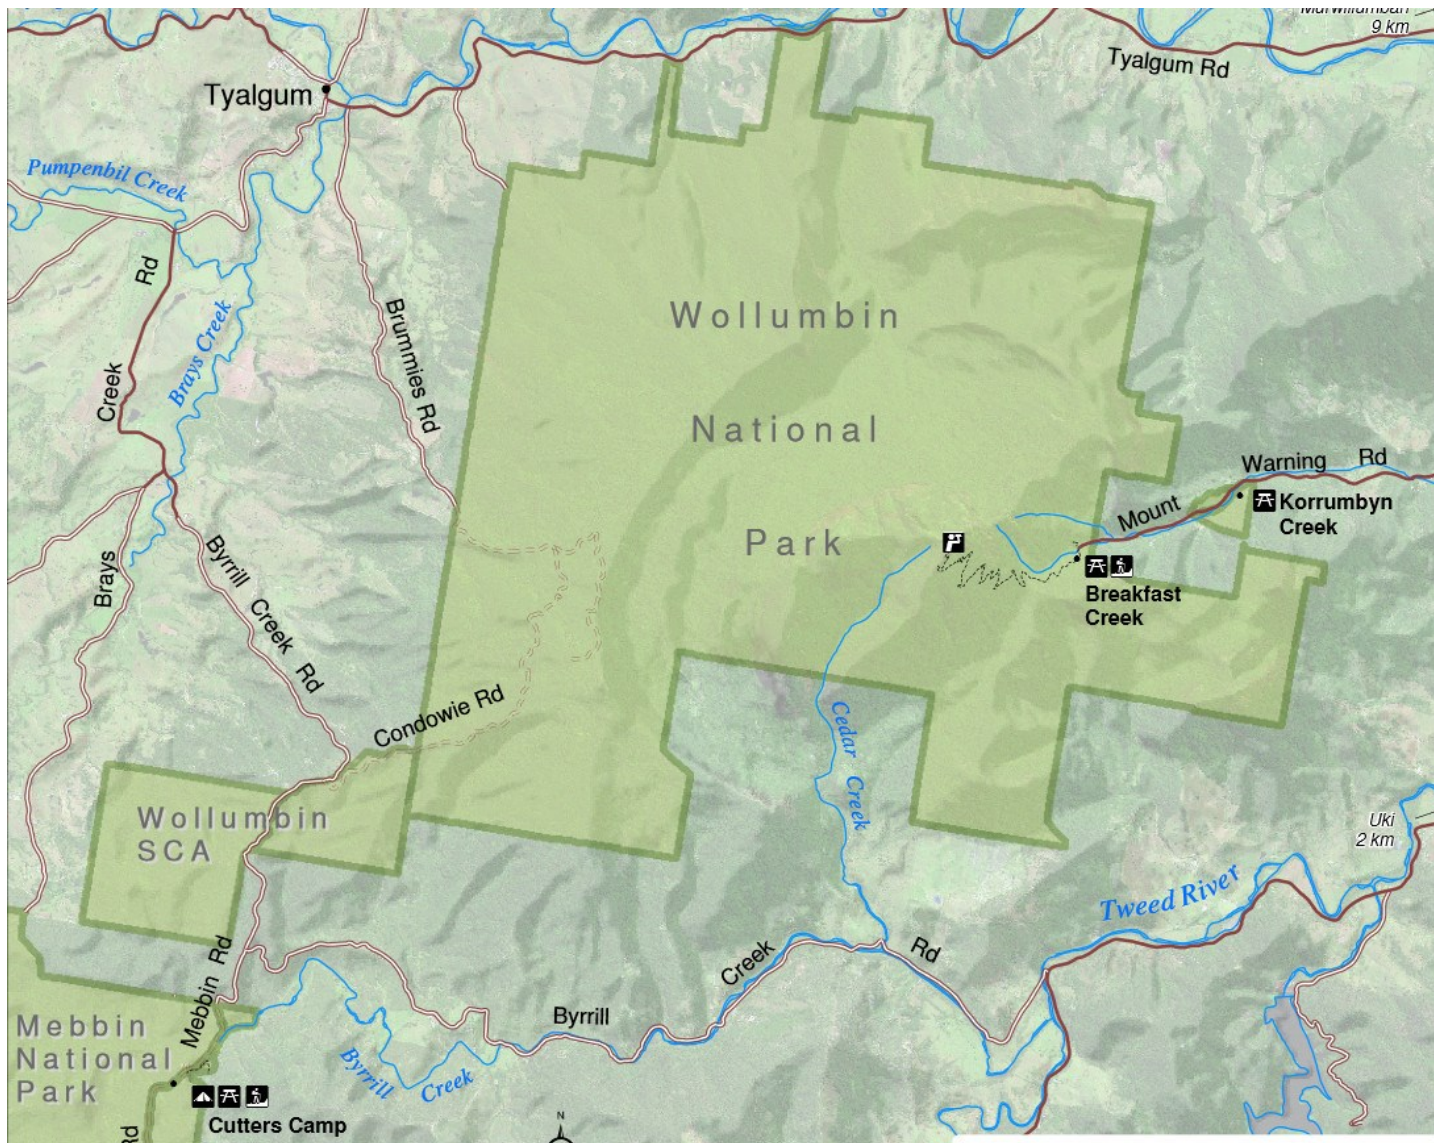 Murwillumbah
9 km
Tyalgum Rd
Tyalgum
Pumpenbil Creek
Rd
Creek
Brays
Brays Creek
Brummies Rd
Wollumbin
National
Park
Warning Rd
Mount
Korrumbyn
Creek
Breakfast
Creek
Byrrill Creek Rd
Condowie Rd
Cedar Creek
Wollumbin
SCA
Uki
2 km
Tweed River
Mebbin Rd
Creek
Rd
Byrrill
Byrrill Creek
Mebbin
National
Park
Cutters Camp
Rd
N